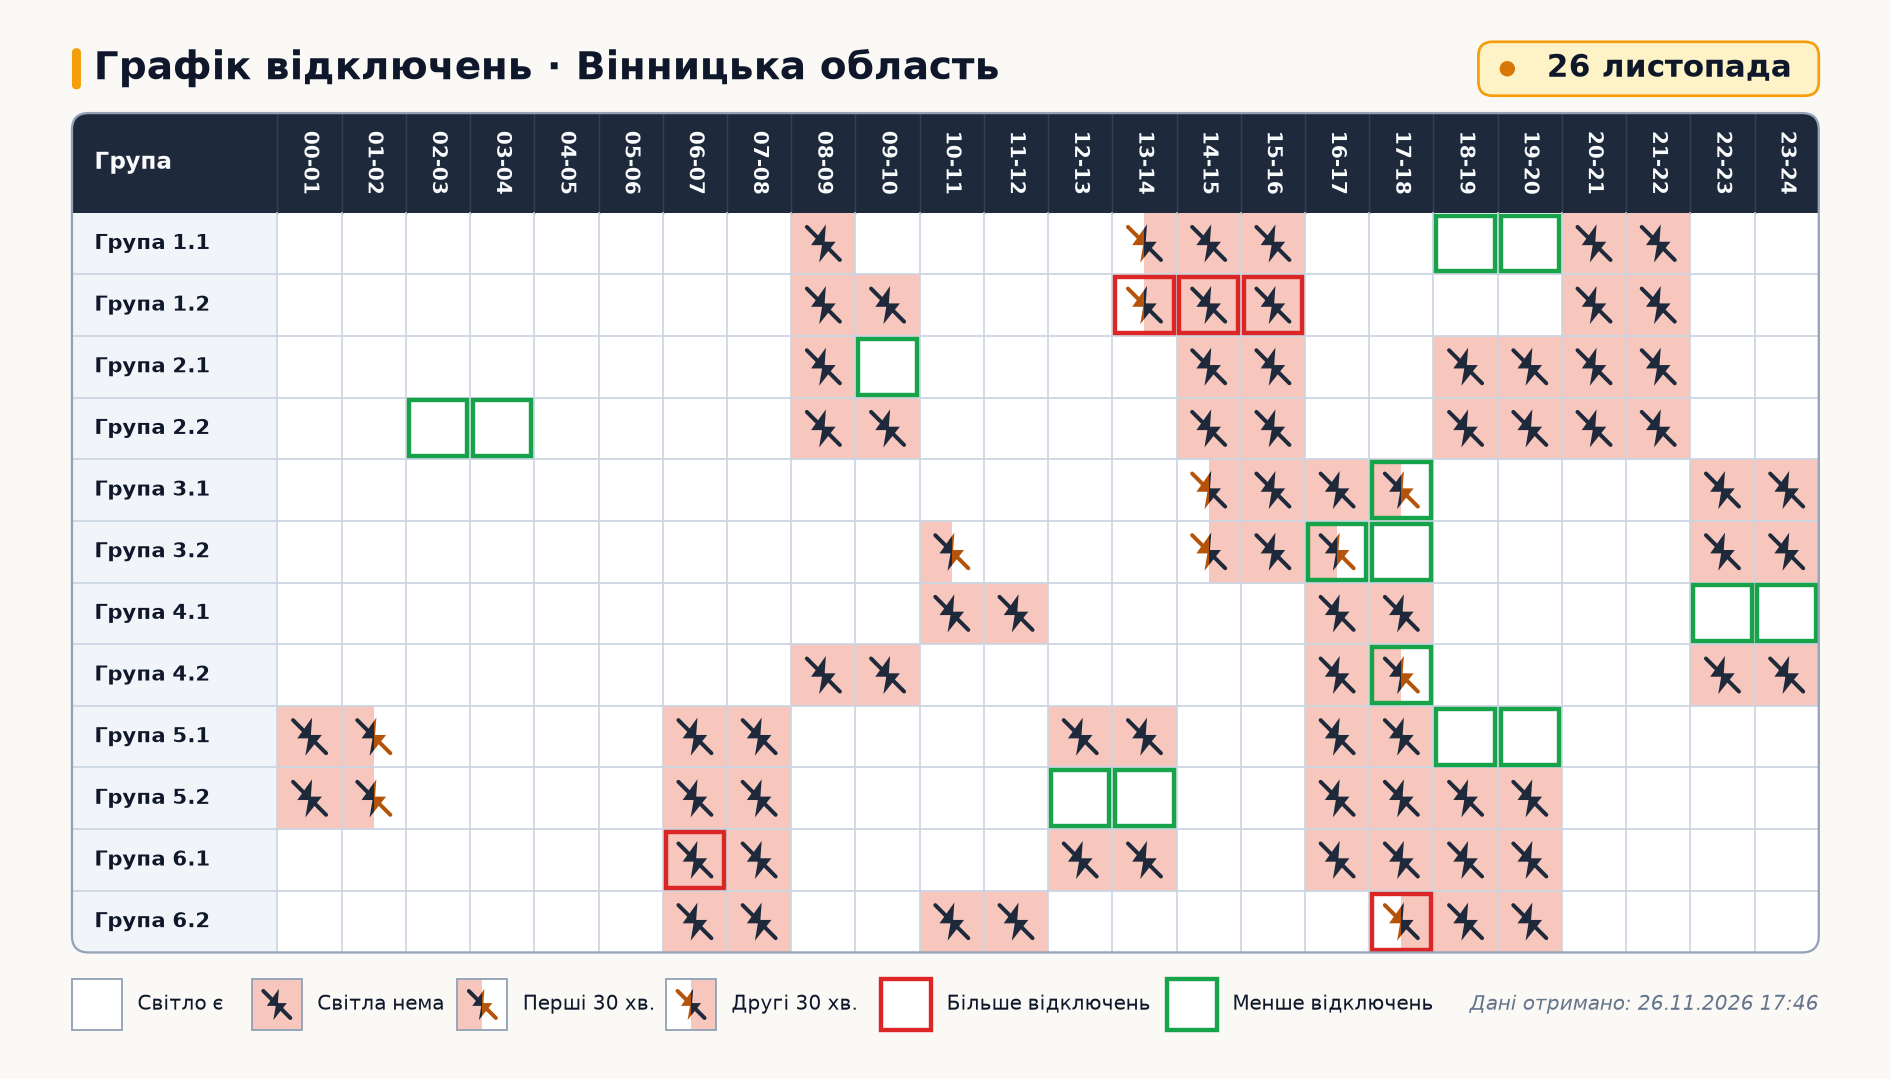 Графік відключень · Вінницька область
26 листопада
Група 00-01 01-02 02-03 03-04 04-05 05-06 06-07 07-08 08-09 09-10 10-11 11-12 12-13 13-14 14-15 15-16 16-17 17-18 18-19 19-20 20-21 21-22 22-23 23-24
Група 1.1
Група 1.2
Група 2.1
Група 2.2
Група 3.1
Група 3.2
Група 4.1
Група 4.2
Група 5.1
Група 5.2
Група 6.1
Група 6.2
Світло є Світла нема Перші 30 хв. Другі 30 хв. Більше відключень Менше відключень Дані отримано: 26.11.2026 17:46